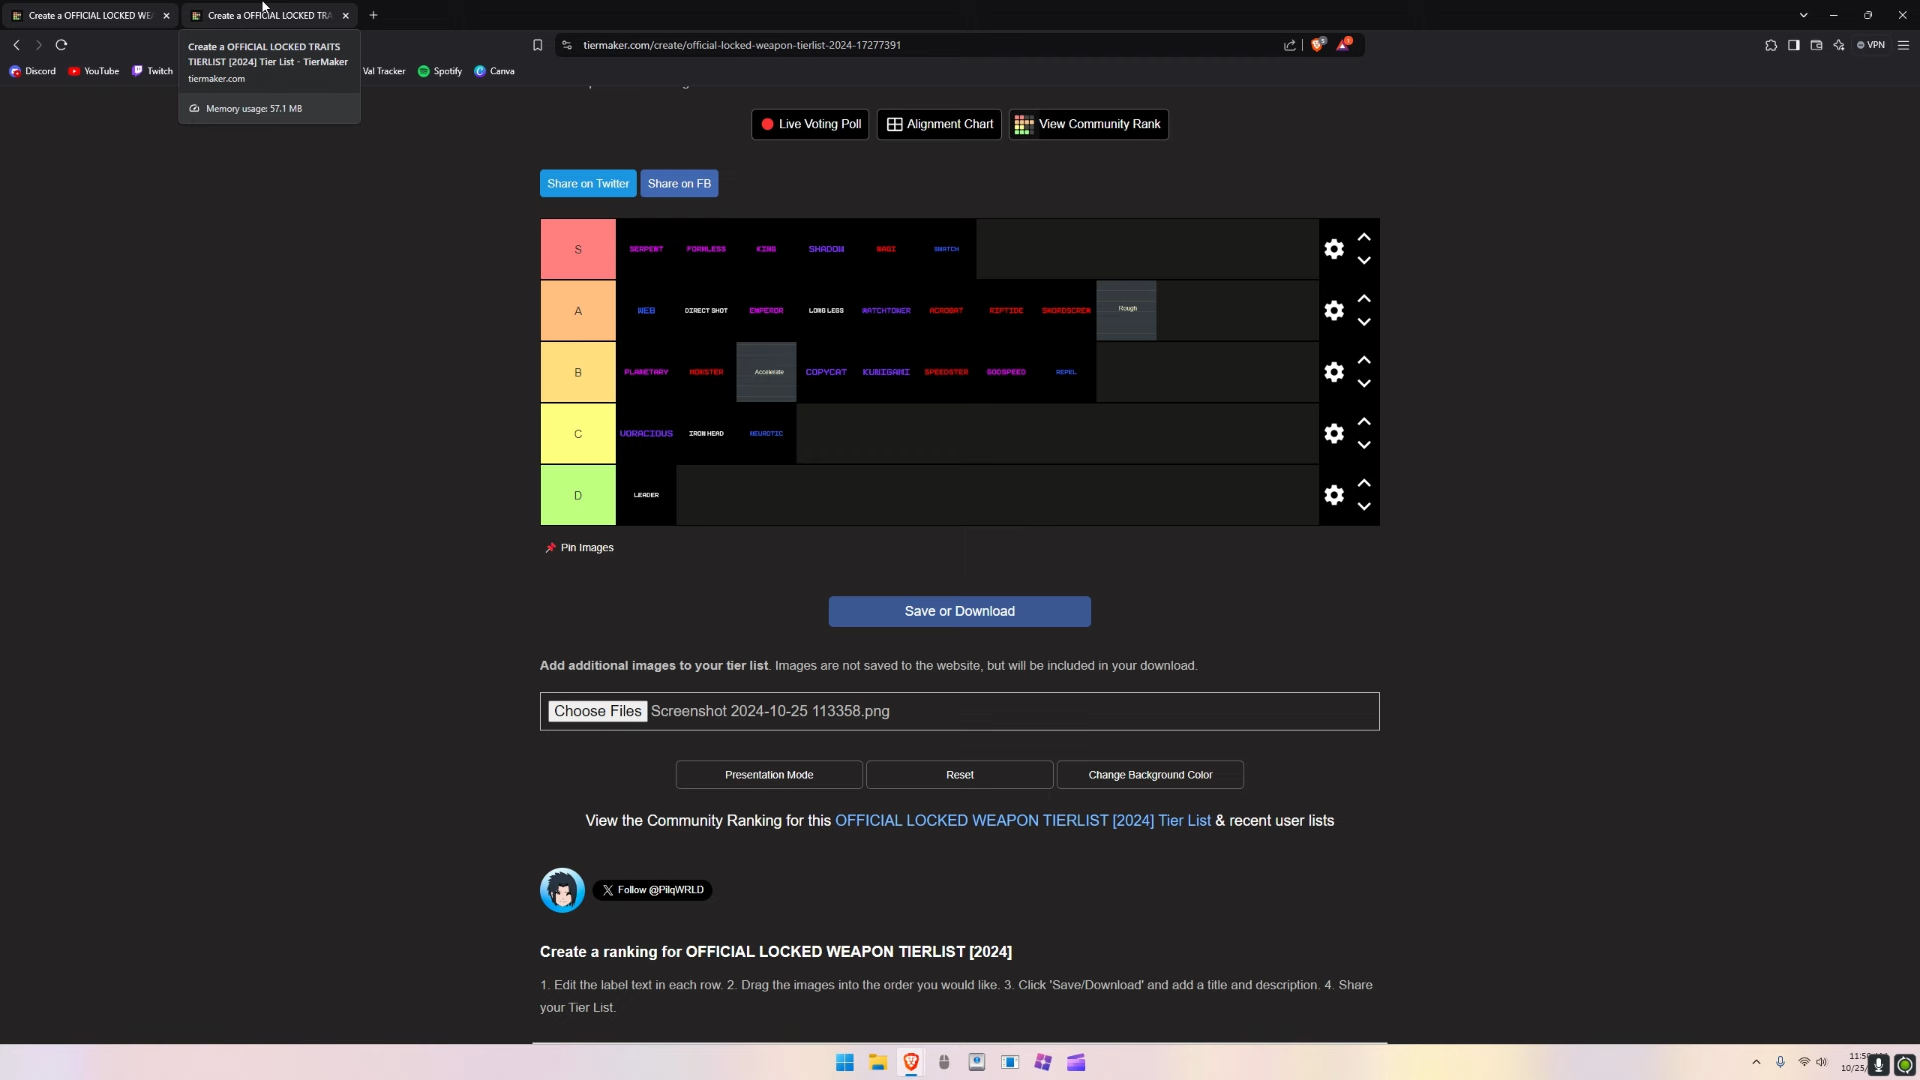 Create a OFFICIAL LOCKED WE
Create a OFFICIAL LOCKED TRA
tiermaker.com/create/official-locked-weapon-tierlist-2024-17277391
VPN
Create a OFFICIAL LOCKED TRAITS
TIERLIST [2024] Tier List - TierMaker
tiermaker.com
Memory usage: 57.1 MB
Discord YouTube Twitch Val Tracker Spotify Canva
Live Voting Poll Alignment Chart View Community Rank
Share on Twitter Share on FB
S SERPENT FORMLESS KING SHADOW MAGI SNATCH
A WEB DIRECT SHOT EMPEROR LONG LEGS WATCHTOWER ACROBAT RIPTIDE SWORDSCREW Rough
B PLANETARY MONSTER Accelerate COPYCAT KUNIGAMI SPEEDSTER GODSPEED REPEL
C VORACIOUS IRON HEAD NEUROTIC
D LEADER
Pin Images
Save or Download
Add additional images to your tier list. Images are not saved to the website, but will be included in your download.
Choose Files Screenshot 2024-10-25 113358.png
Presentation Mode Reset Change Background Color
View the Community Ranking for this OFFICIAL LOCKED WEAPON TIERLIST [2024] Tier List & recent user lists
X Follow @PilqWRLD
Create a ranking for OFFICIAL LOCKED WEAPON TIERLIST [2024]
1. Edit the label text in each row. 2. Drag the images into the order you would like. 3. Click 'Save/Download' and add a title and description. 4. Share
your Tier List.
10/25/